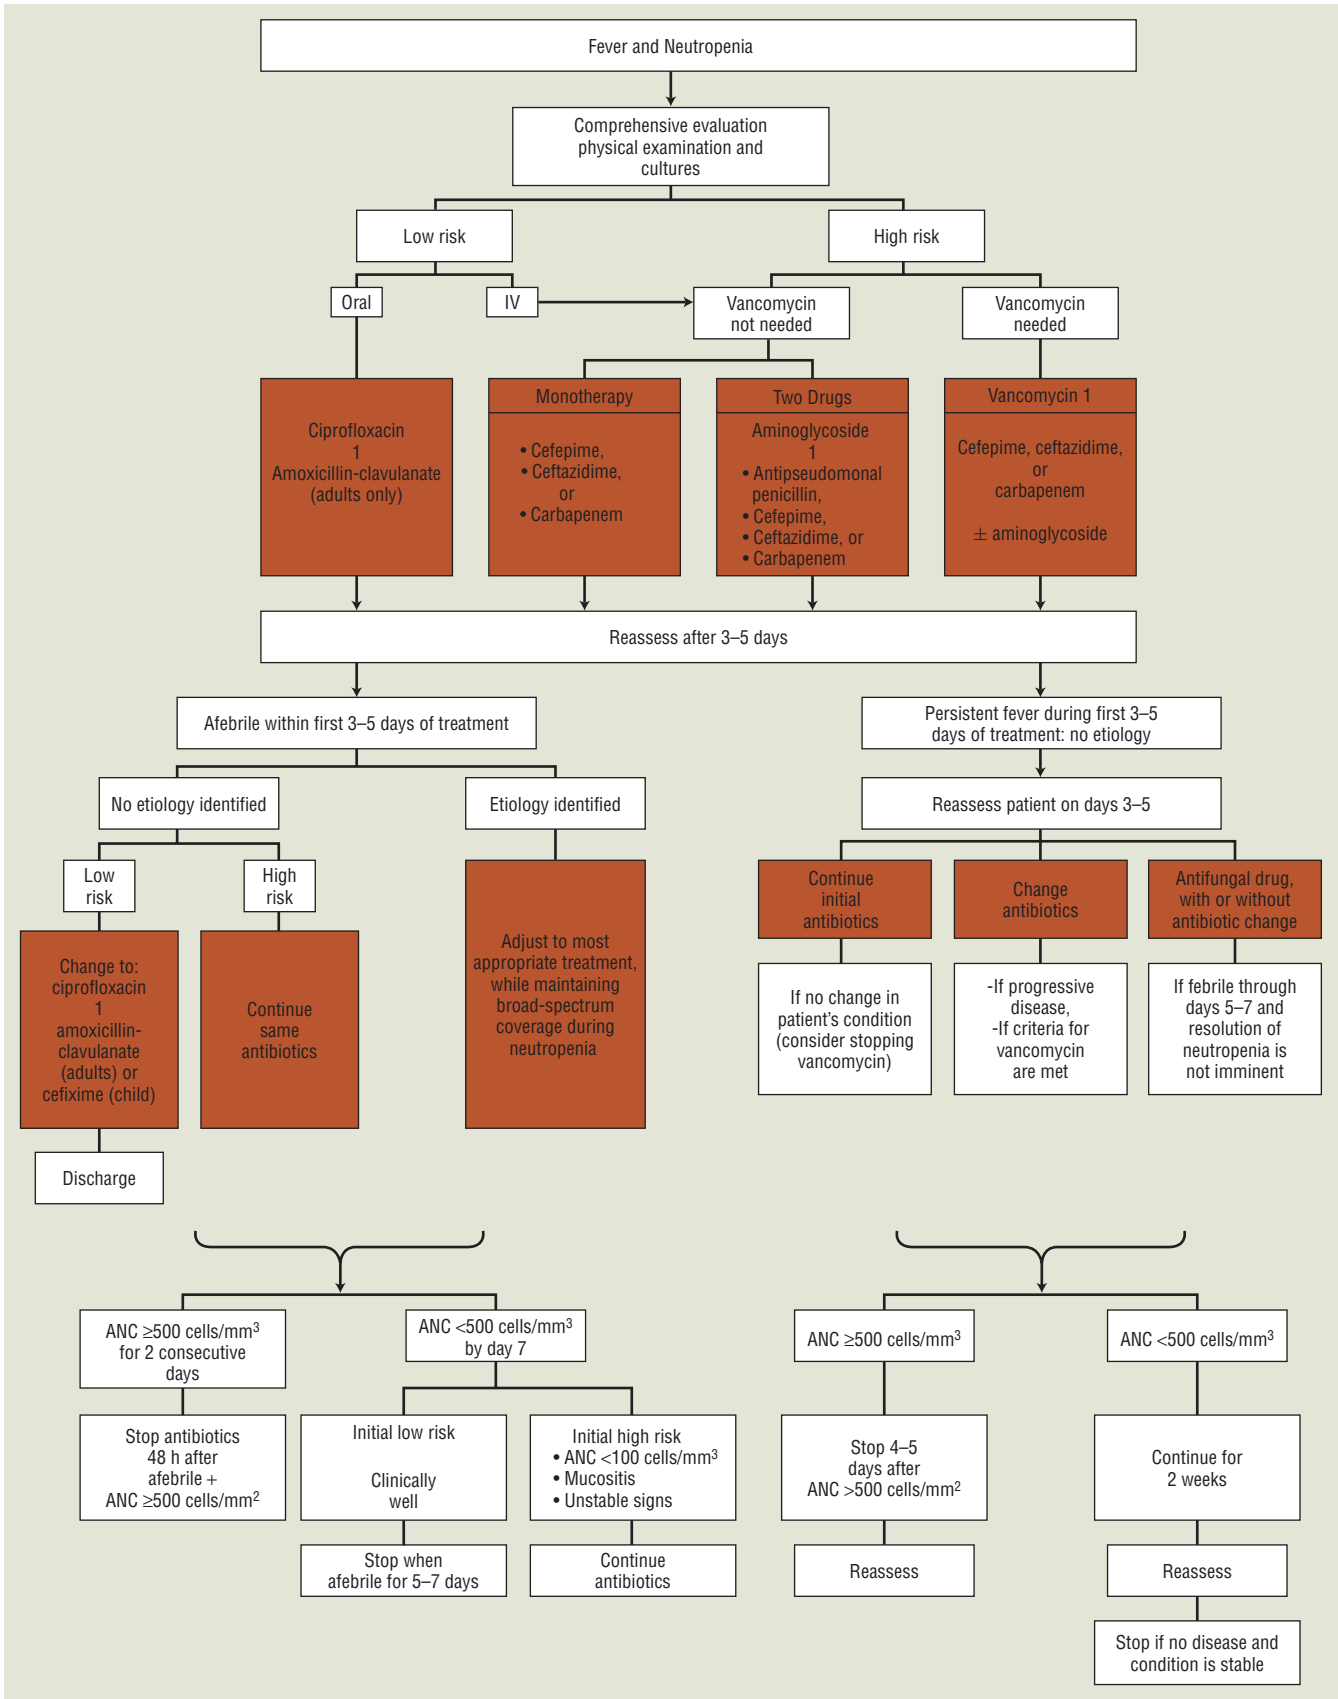 Fever and Neutropenia
Comprehensive evaluation
physical examination and
cultures
Low risk
High risk
Oral
IV
Vancomycin
not needed
Vancomycin
needed
Ciprofloxacin
1
Amoxicillin-clavulanate
(adults only)
Monotherapy
• Cefepime,
• Ceftazidime,
or
• Carbapenem
Two Drugs
Aminoglycoside
1
• Antipseudomonal
penicillin,
• Cefepime,
• Ceftazidime, or
• Carbapenem
Vancomycin 1
Cefepime, ceftazidime,
or
carbapenem
± aminoglycoside
Reassess after 3–5 days
Afebrile within first 3–5 days of treatment
Persistent fever during first 3–5
days of treatment: no etiology
No etiology identified
Etiology identified
Reassess patient on days 3–5
Low
risk
High
risk
Change to:
ciprofloxacin
1
amoxicillin-
clavulanate
(adults) or
cefixime (child)
Continue
same
antibiotics
Adjust to most
appropriate treatment,
while maintaining
broad-spectrum
coverage during
neutropenia
Continue
initial
antibiotics
Change
antibiotics
Antifungal drug,
with or without
antibiotic change
If no change in
patient’s condition
(consider stopping
vancomycin)
-If progressive
disease,
-If criteria for
vancomycin
are met
If febrile through
days 5–7 and
resolution of
neutropenia is
not imminent
Discharge
ANC ≥500 cells/mm³
for 2 consecutive
days
ANC <500 cells/mm³
by day 7
ANC ≥500 cells/mm³
ANC <500 cells/mm³
Stop antibiotics
48 h after
afebrile +
ANC ≥500 cells/mm²
Initial low risk
Clinically
well
Initial high risk
• ANC <100 cells/mm³
• Mucositis
• Unstable signs
Stop 4–5
days after
ANC >500 cells/mm²
Continue for
2 weeks
Stop when
afebrile for 5–7 days
Continue
antibiotics
Reassess
Reassess
Stop if no disease and
condition is stable